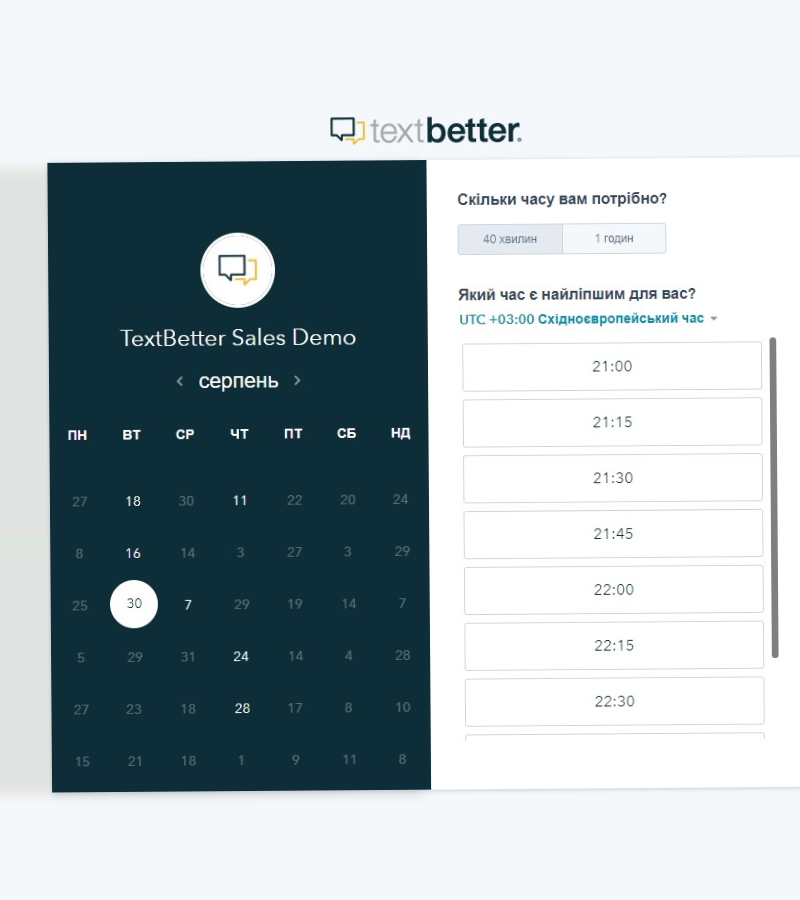 textbetter.
TextBetter Sales Demo
серпень
ПН ВТ СР ЧТ ПТ СБ НД
27 18 30 11 22 20 24
8 16 14 3 27 3 29
25 30 7 29 19 14 7
5 29 31 24 14 4 28
27 23 18 28 17 8 10
15 21 18 1 9 11 8
Скільки часу вам потрібно?
40 хвилин 1 годин
Який час є найліпшим для вас?
UTC +03:00 Східноєвропейський час
21:00
21:15
21:30
21:45
22:00
22:15
22:30